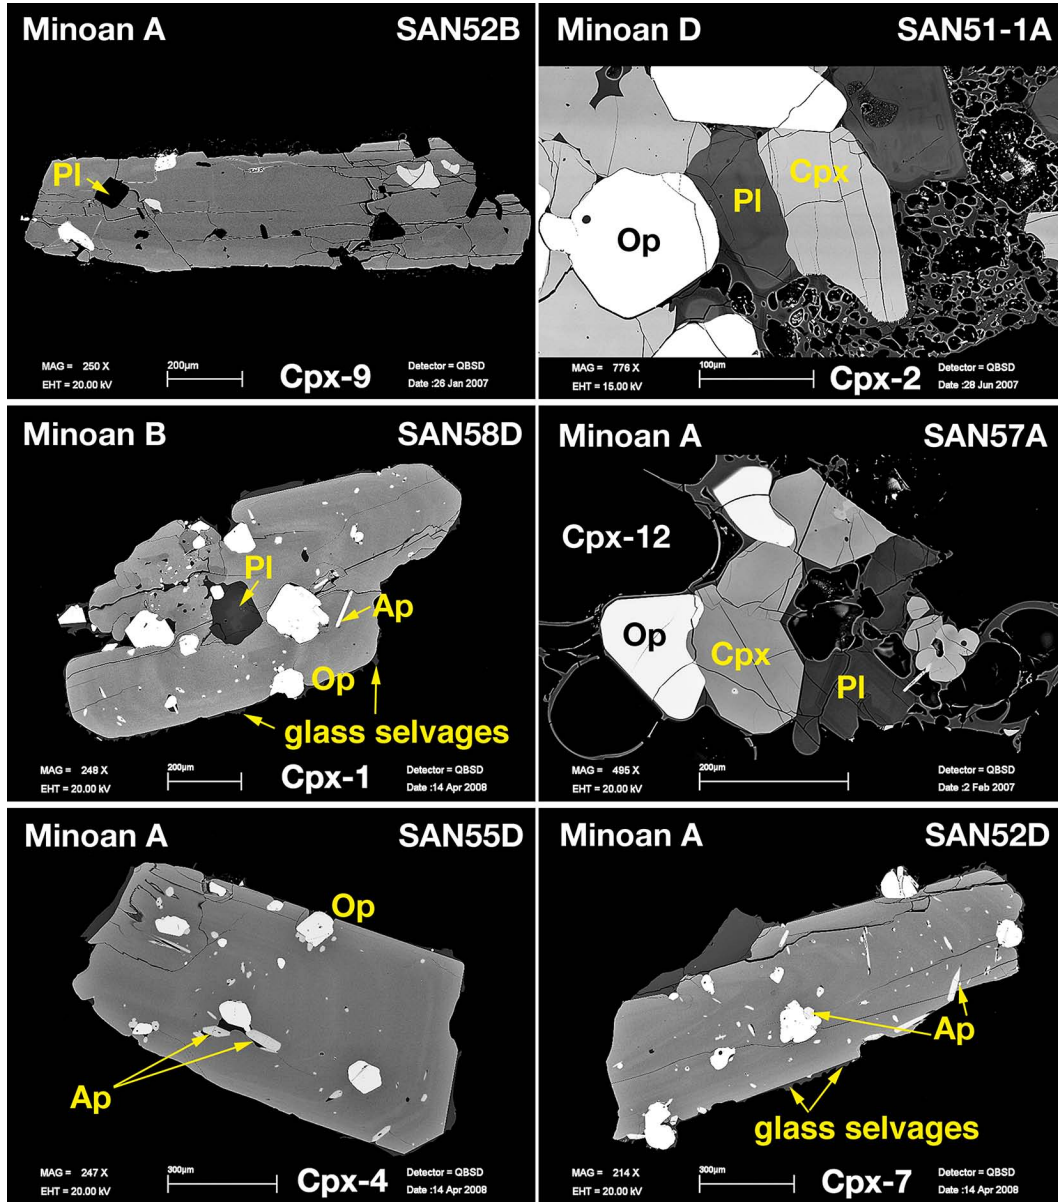 Minoan A SAN52B
Pl
MAG = 250 X
EHT = 20.00 kV
200µm
Cpx-9
Detector = QBSD
Date :26 Jan 2007
Minoan D SAN51-1A
Cpx
Pl
Op
MAG = 776 X
EHT = 15.00 kV
100µm
Cpx-2
Detector = QBSD
Date :28 Jun 2007
Minoan B SAN58D
Pl
Ap
Op
glass selvages
MAG = 248 X
EHT = 20.00 kV
200µm
Cpx-1
Detector = QBSD
Date :14 Apr 2008
Minoan A SAN57A
Cpx-12
Op
Cpx
Pl
MAG = 495 X
EHT = 20.00 kV
200µm
Detector = QBSD
Date :2 Feb 2007
Minoan A SAN55D
Op
Ap
MAG = 247 X
EHT = 20.00 kV
300µm
Cpx-4
Detector = QBSD
Date :14 Apr 2008
Minoan A SAN52D
Ap
glass selvages
MAG = 214 X
EHT = 20.00 kV
300µm
Cpx-7
Detector = QBSD
Date :14 Apr 2008